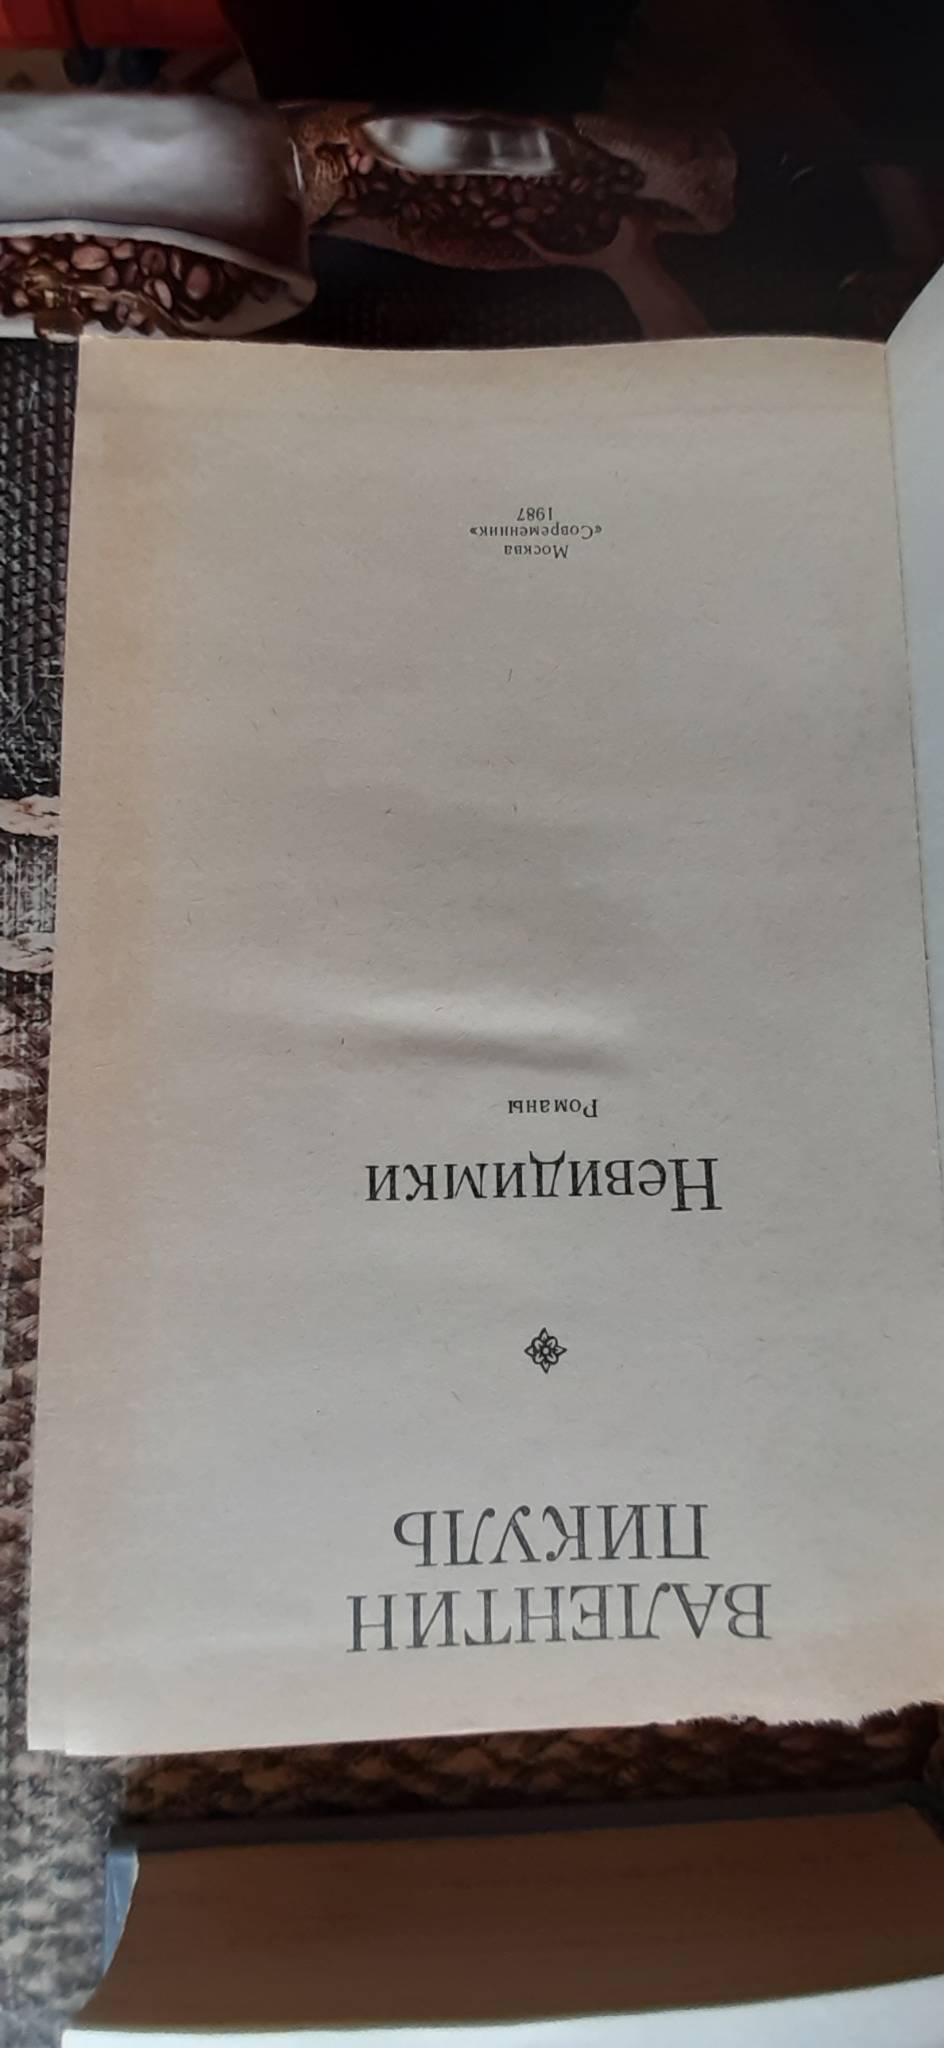 ВАЛЕНТИН
ПИКУЛЬ
Невидимки
Романы
Москва
«Современник»
1987